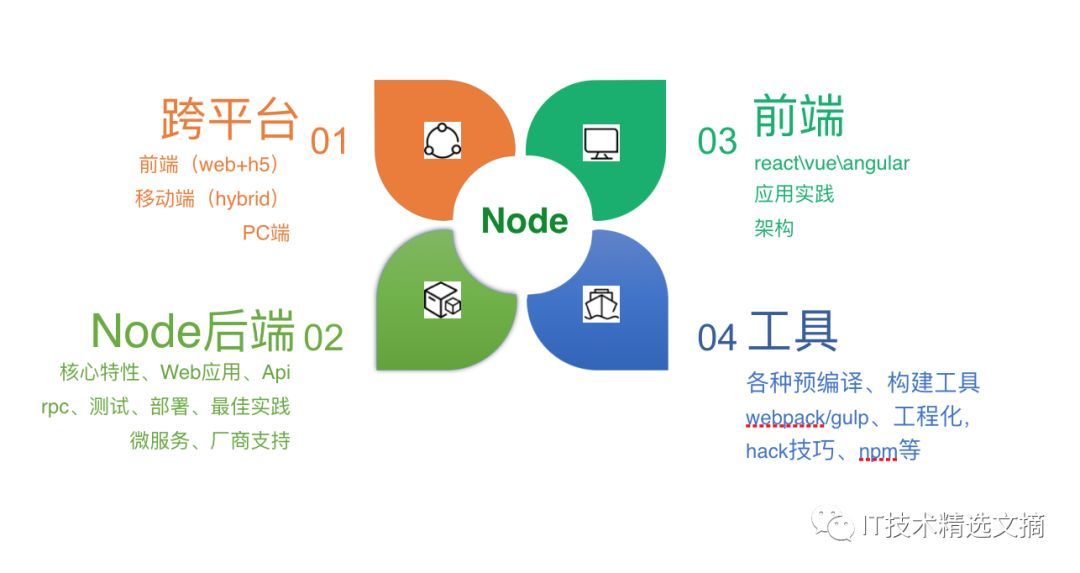 跨平台
01
前端（web+h5）
移动端（hybrid）
PC端
Node后端
02
核心特性、Web应用、Api
rpc、测试、部署、最佳实践
微服务、厂商支持
Node
03
前端
react\vue\angular
应用实践
架构
04
工具
各种预编译、构建工具
webpack/gulp、工程化,
hack技巧、npm等
IT技术精选文摘